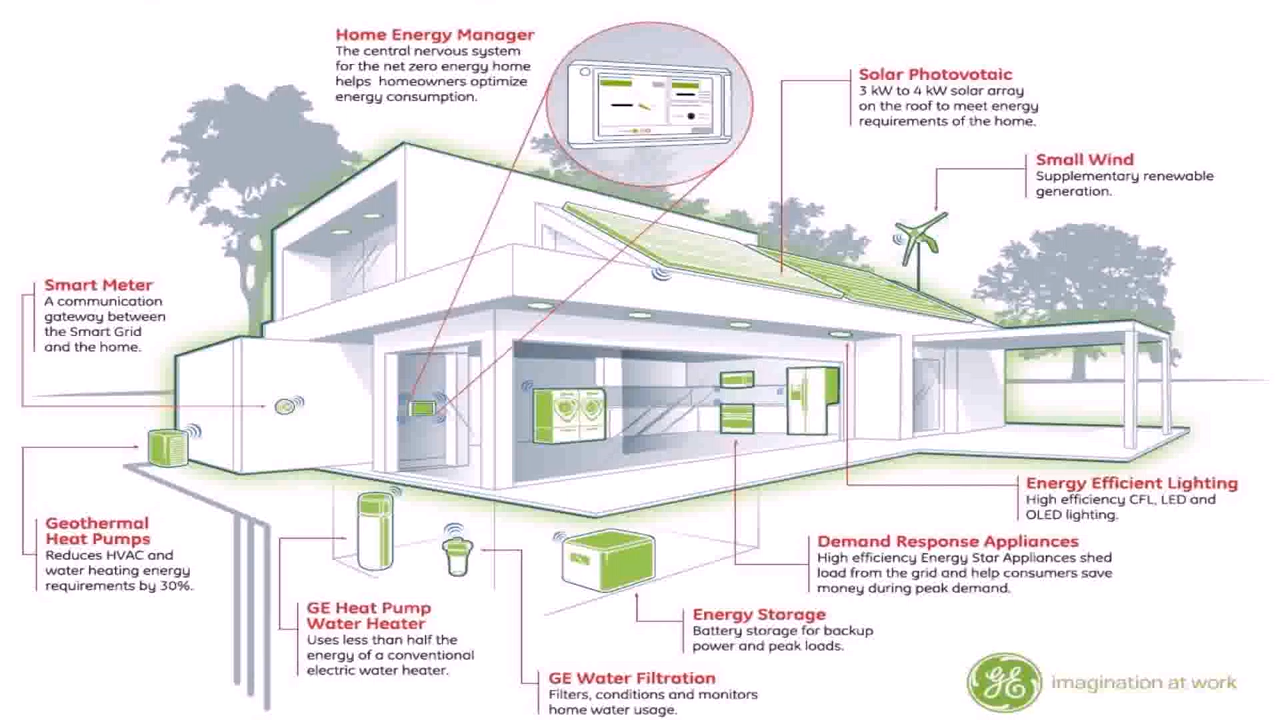 Home Energy Manager
The central nervous system
for the net zero energy home
helps homeowners optimize
energy consumption.
Solar Photovotaic
3 kW to 4 kW solar array
on the roof to meet energy
requirements of the home.
Small Wind
Supplementary renewable
generation.
Smart Meter
A communication
gateway between
the Smart Grid
and the home.
Geothermal
Heat Pumps
Reduces HVAC and
water heating energy
requirements by 30%.
GE Heat Pump
Water Heater
Uses less than half the
energy of a conventional
electric water heater.
GE Water Filtration
Filters, conditions and monitors
home water usage.
Energy Storage
Battery storage for backup
power and peak loads.
Demand Response Appliances
High efficiency Energy Star Appliances shed
load from the grid and help consumers save
money during peak demand.
Energy Efficient Lighting
High efficiency CFL, LED and
OLED lighting.
GE
imagination at work